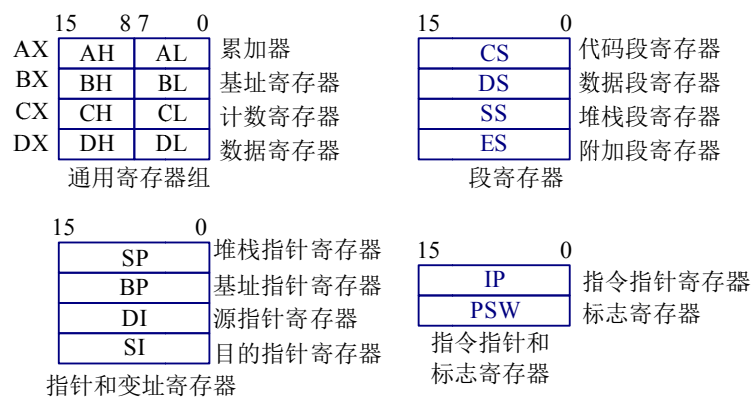 15 8 7 0
AX AH AL 累加器
BX BH BL 基址寄存器
CX CH CL 计数寄存器
DX DH DL 数据寄存器
通用寄存器组
15 0
CS 代码段寄存器
DS 数据段寄存器
SS 堆栈段寄存器
ES 附加段寄存器
段寄存器
15 0
SP 堆栈指针寄存器
BP 基址指针寄存器
DI 源指针寄存器
SI 目的指针寄存器
指针和变址寄存器
15 0
IP 指令指针寄存器
PSW 标志寄存器
指令指针和
标志寄存器